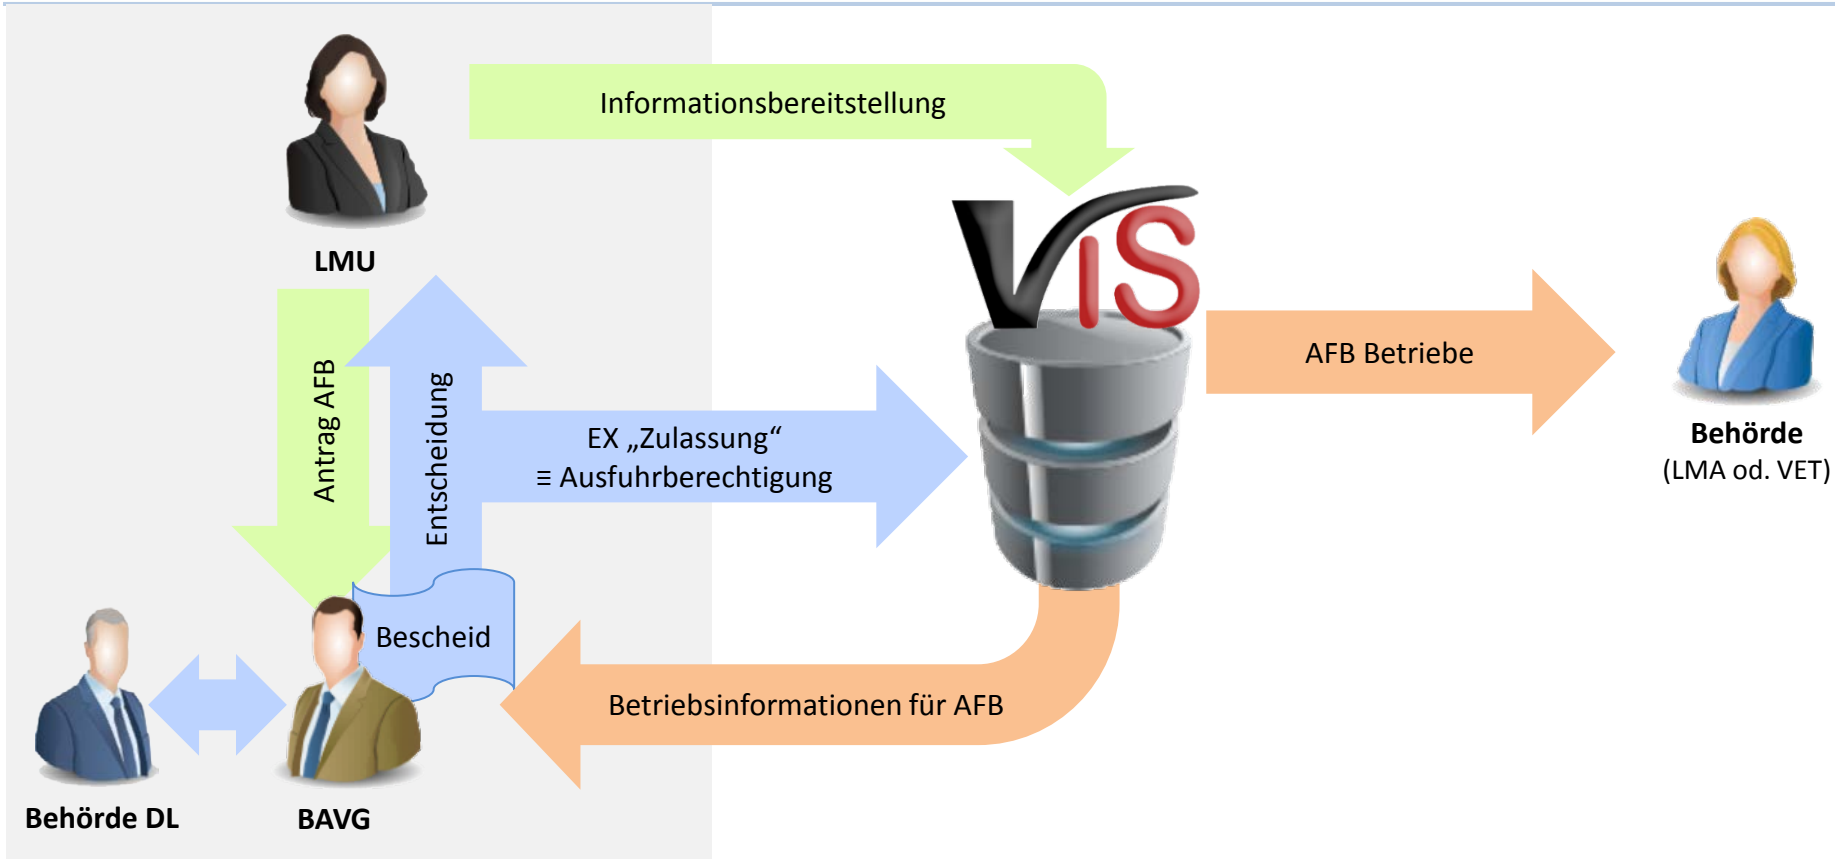 Informationsbereitstellung
LMU
VIS
Antrag AFB
Entscheidung
EX „Zulassung“
≡ Ausfuhrberechtigung
AFB Betriebe
Behörde
(LMA od. VET)
Bescheid
Betriebsinformationen für AFB
Behörde DL
BAVG